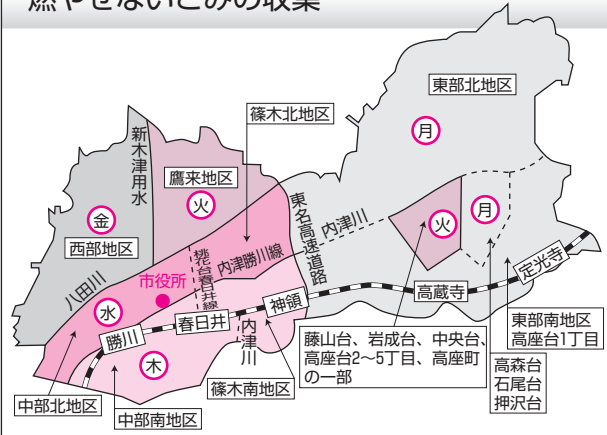 燃やせないごみの収集
東部北地区
篠木北地区
月
新木津用水
鷹来地区
火
金
西部地区
東名高速道路
内津川
火
月
八田川
市役所
桃花台春日井線
内津勝川線
水
勝川
春日井
神領
高蔵寺
定光寺
木
内津川
藤山台、岩成台、中央台、
高座台2〜5丁目、高座町
の一部
東部南地区
高座台1丁目
高森台
石尾台
押沢台
篠木南地区
中部北地区
中部南地区